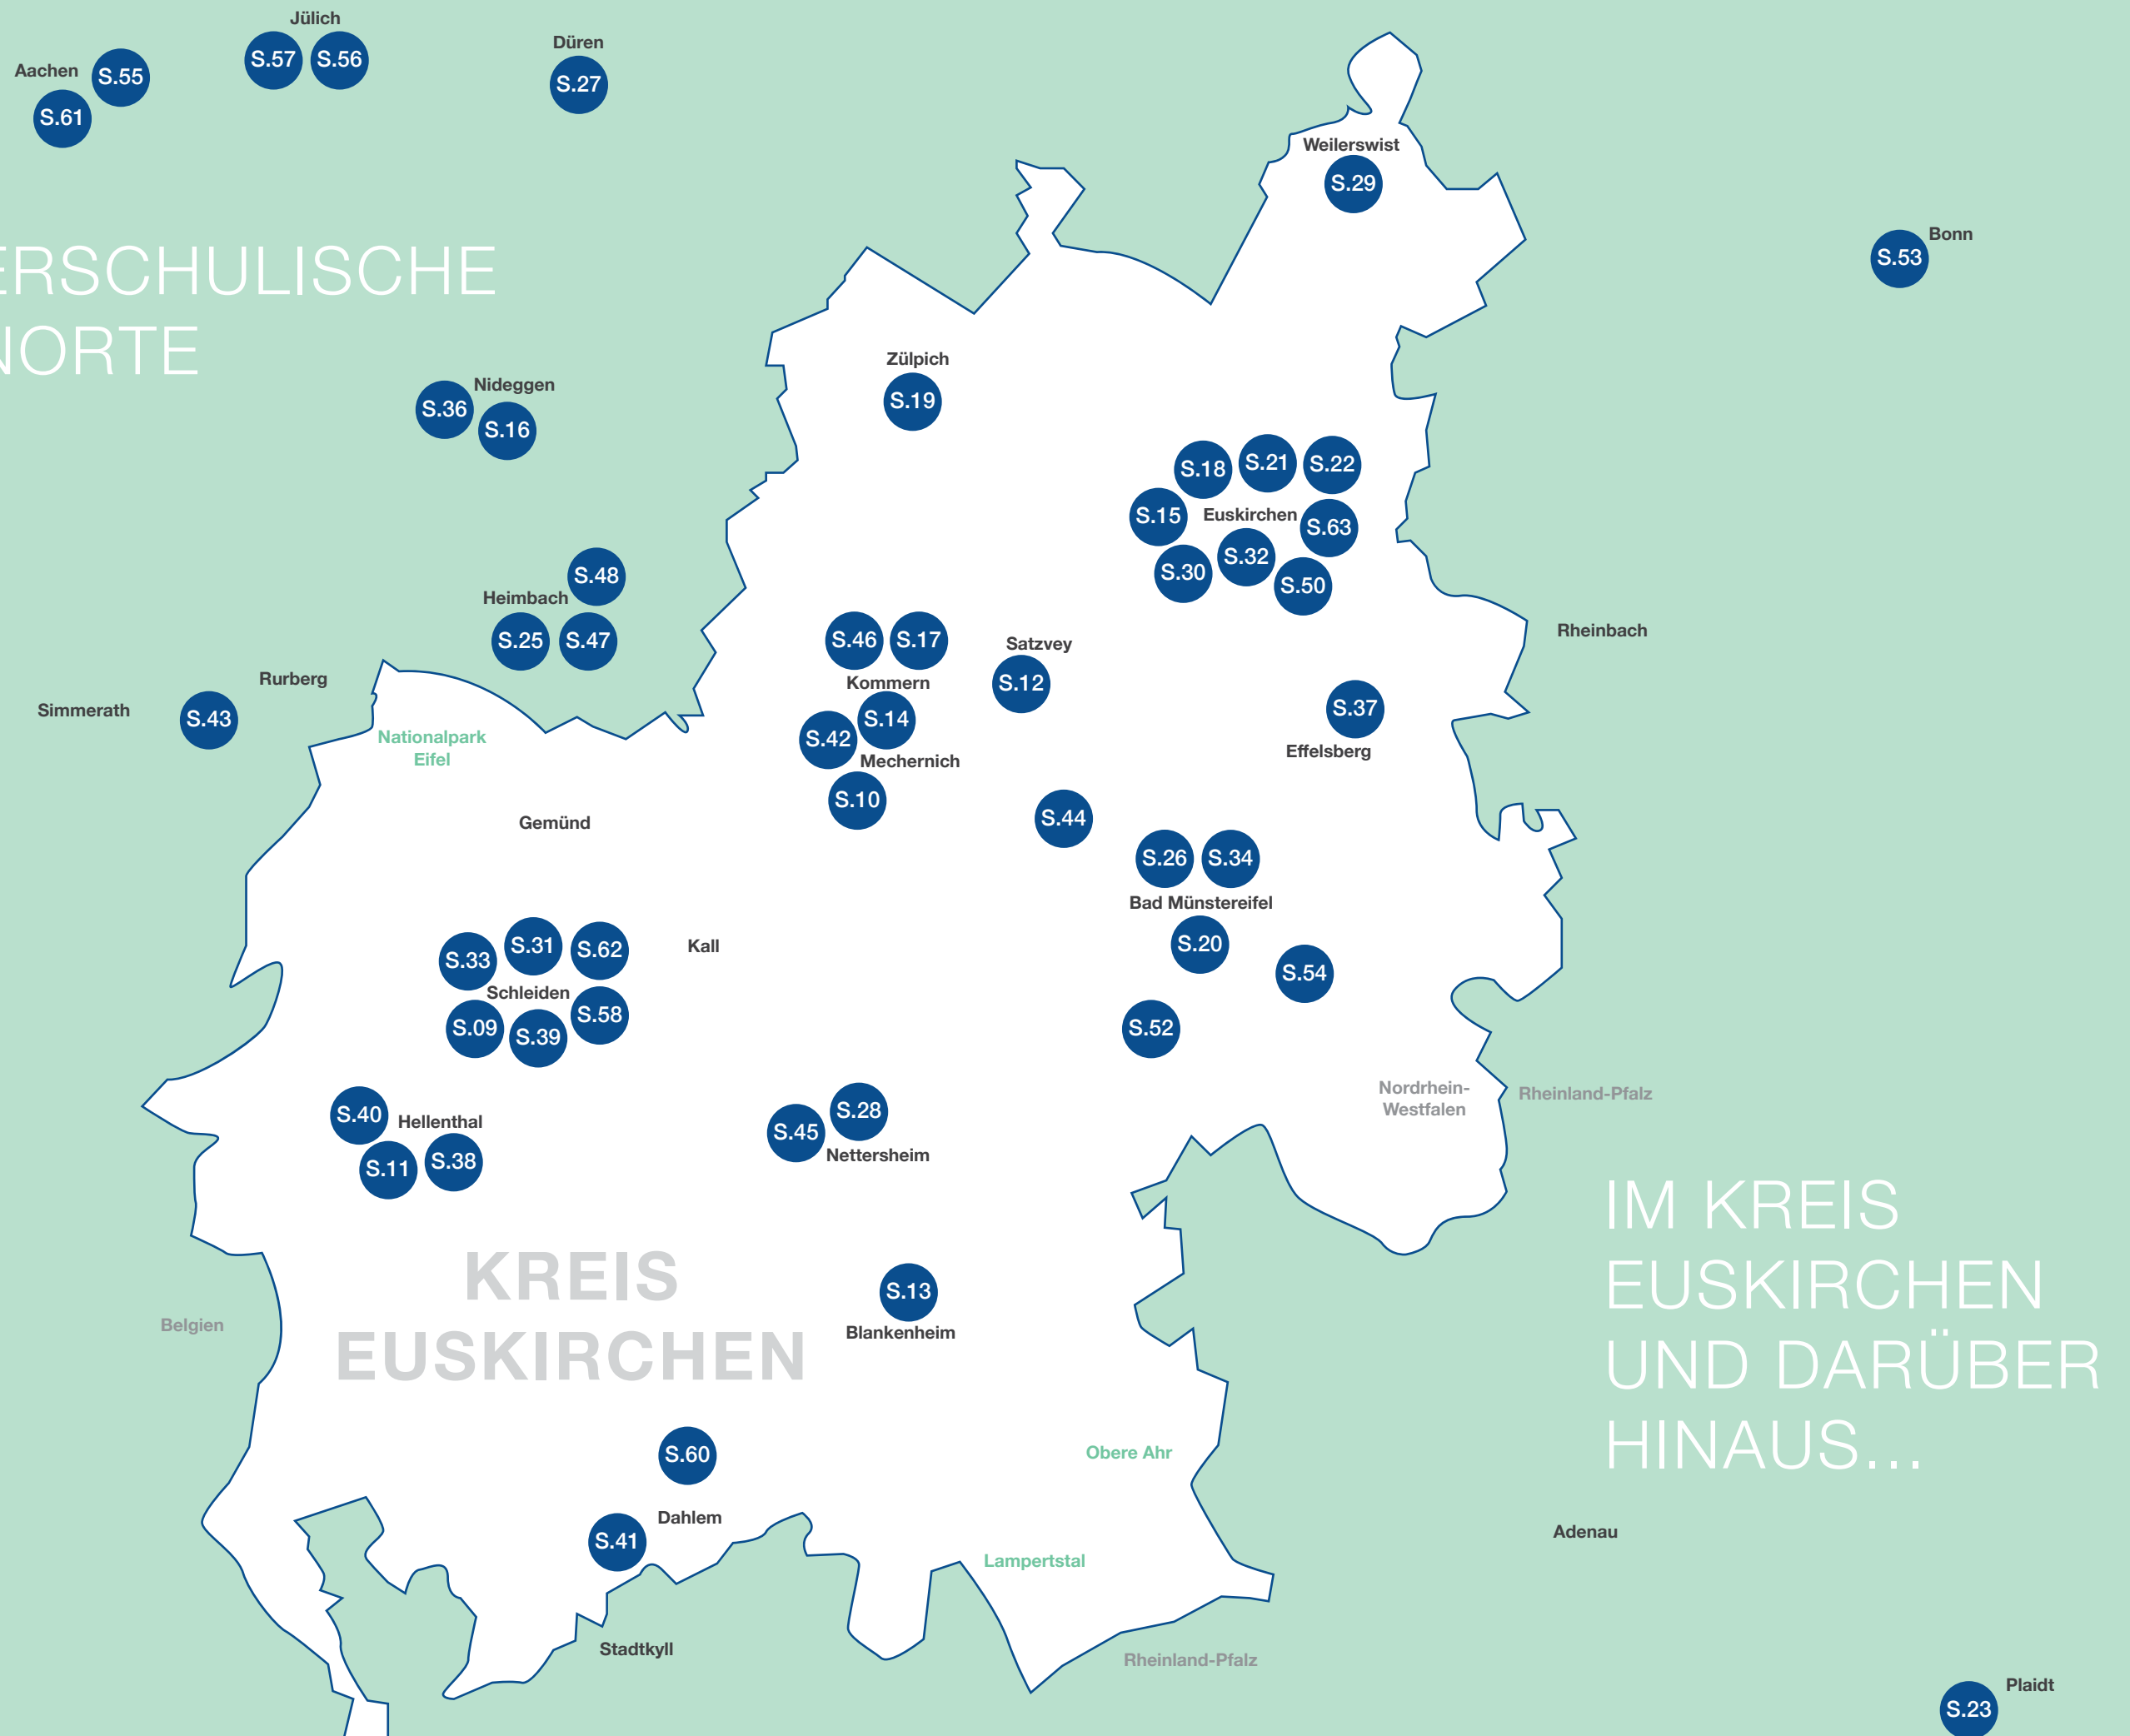 Jülich
S.57 S.56
Düren
S.27
Aachen
S.55
S.61
Weilerswist
S.29
Bonn
S.53
ERSCHULISCHE
NORTE
Zülpich
S.19
Nideggen
S.36
S.16
S.18 S.21 S.22
S.15
Euskirchen
S.63
S.30 S.32 S.50
S.48
Heimbach
S.25 S.47
Rheinbach
S.46 S.17
Kommern
Satzvey
S.12
Rurberg
Simmerath
S.43
Nationalpark
Eifel
S.14
S.42
Mechernich
S.10
S.37
Effelsberg
Gemünd
S.44
S.26 S.34
Bad Münstereifel
S.20
S.54
S.52
Kall
S.33 S.31 S.62
Schleiden
S.09 S.39 S.58
Nordrhein-
Westfalen
Rheinland-Pfalz
S.40
Hellenthal
S.11 S.38
S.28
S.45
Nettersheim
IM KREIS
EUSKIRCHEN
UND DARÜBER
HINAUS...
KREIS
EUSKIRCHEN
S.13
Blankenheim
Belgien
S.60
Dahlem
S.41
Obere Ahr
Lampertstal
Adenau
Stadtkyll
Rheinland-Pfalz
Plaidt
S.23